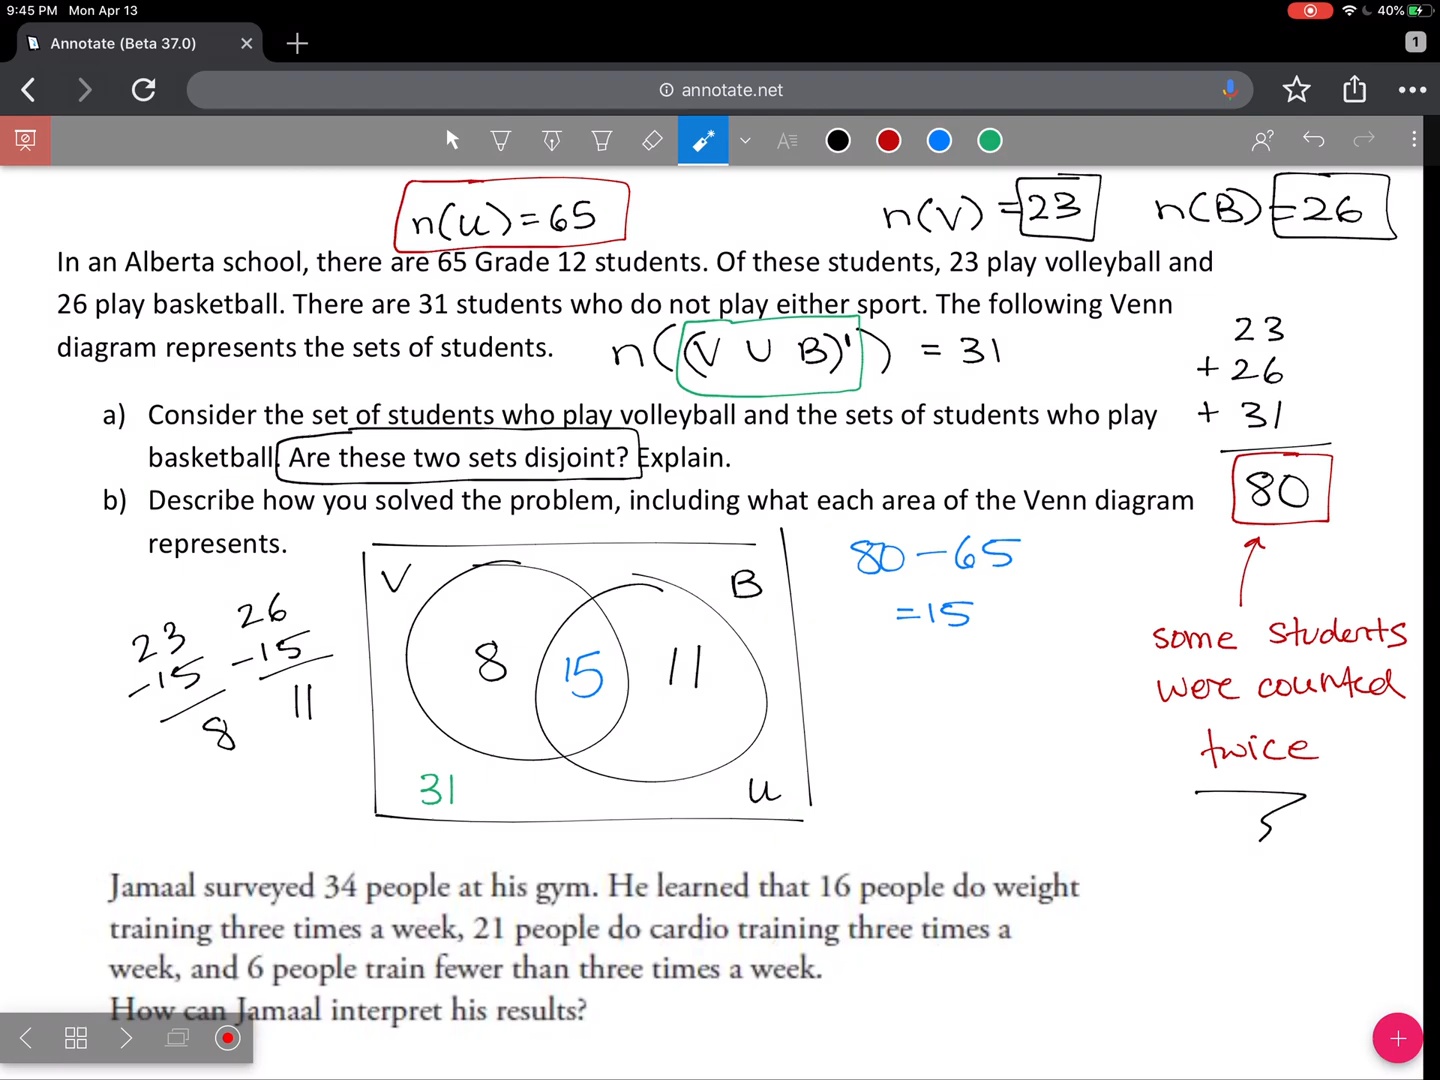 9:45 PM Mon Apr 13
40%
Annotate (Beta 37.0)
1
annotate.net
n(U)=65
n(V)=23
n(B)=26
In an Alberta school, there are 65 Grade 12 students. Of these students, 23 play volleyball and
26 play basketball. There are 31 students who do not play either sport. The following Venn
diagram represents the sets of students.
n((V ∪ B)') = 31
23
+ 26
+ 31
80
a) Consider the set of students who play volleyball and the sets of students who play
basketball. Are these two sets disjoint? Explain.
b) Describe how you solved the problem, including what each area of the Venn diagram
represents.
80-65
=15
23
-15
8
26
-15
11
V
B
8
15
11
31
U
some students
were counted
twice
Jamaal surveyed 34 people at his gym. He learned that 16 people do weight
training three times a week, 21 people do cardio training three times a
week, and 6 people train fewer than three times a week.
How can Jamaal interpret his results?